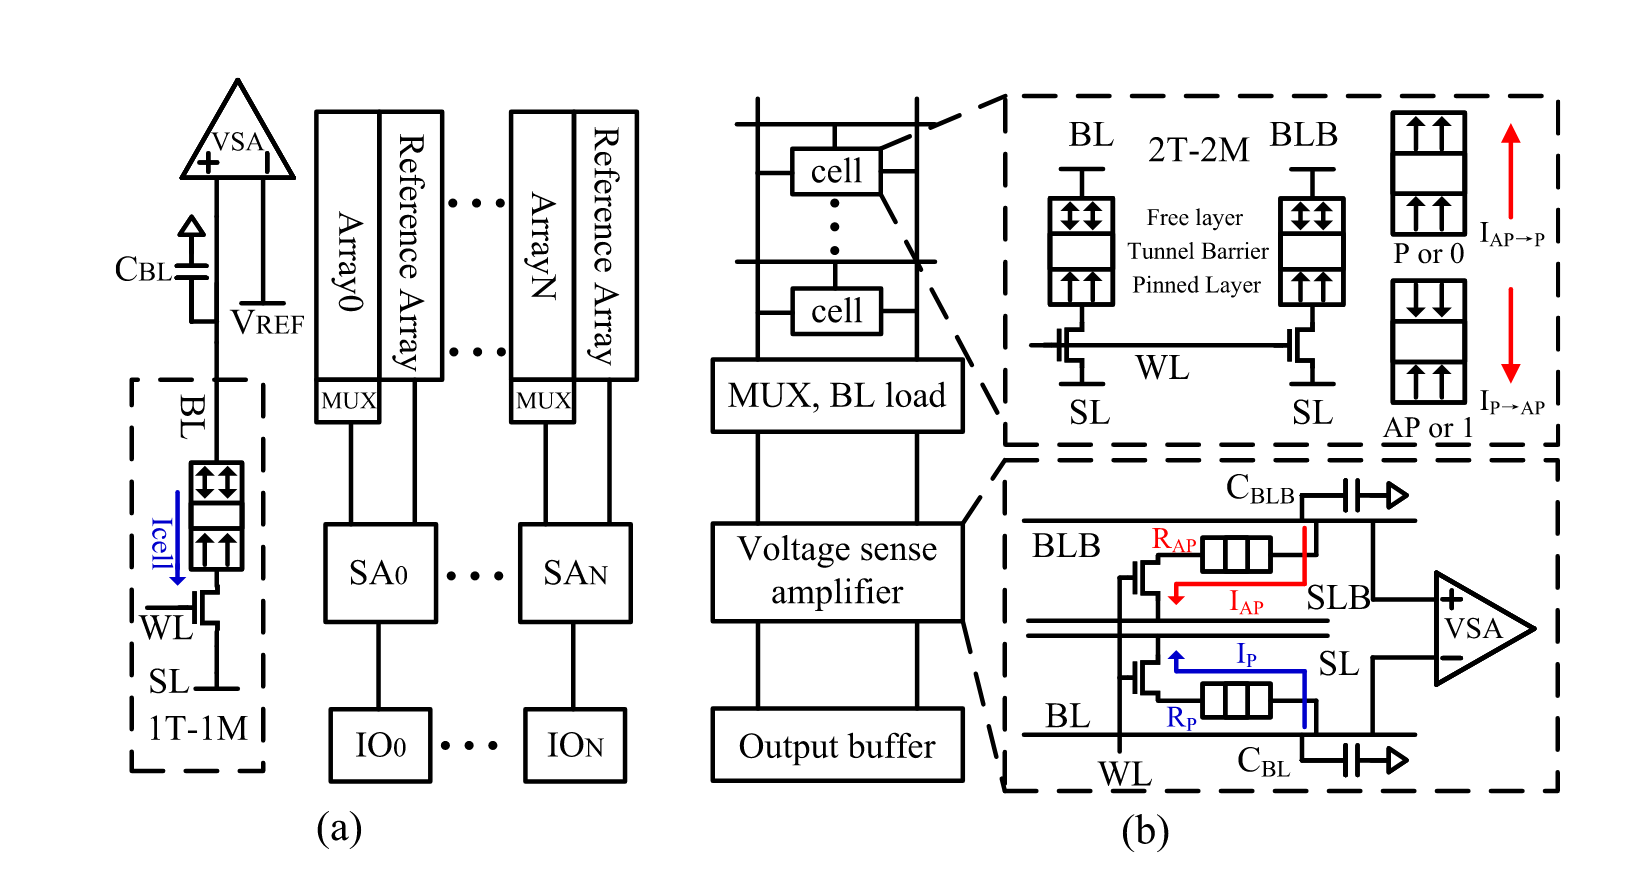 VSA
+ −
CBL
VREF
BL
Icell
WL
SL
1T-1M
Array0
Reference Array
MUX
ArrayN
Reference Array
MUX
SA0
SAN
IO0
ION
(a)
cell
cell
MUX, BL load
Voltage sense
amplifier
Output buffer
BL
2T-2M
BLB
Free layer
Tunnel Barrier
Pinned Layer
WL
SL
SL
P or 0
IAP→P
AP or 1
IP→AP
CBLB
BLB
RAP
IAP
SLB
+
VSA
−
IP
SL
RP
BL
CBL
WL
(b)